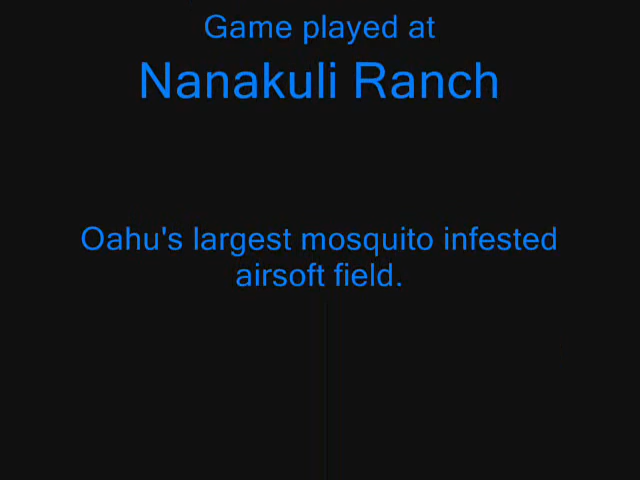 Game played at
Nanakuli Ranch
Oahu's largest mosquito infested
airsoft field.